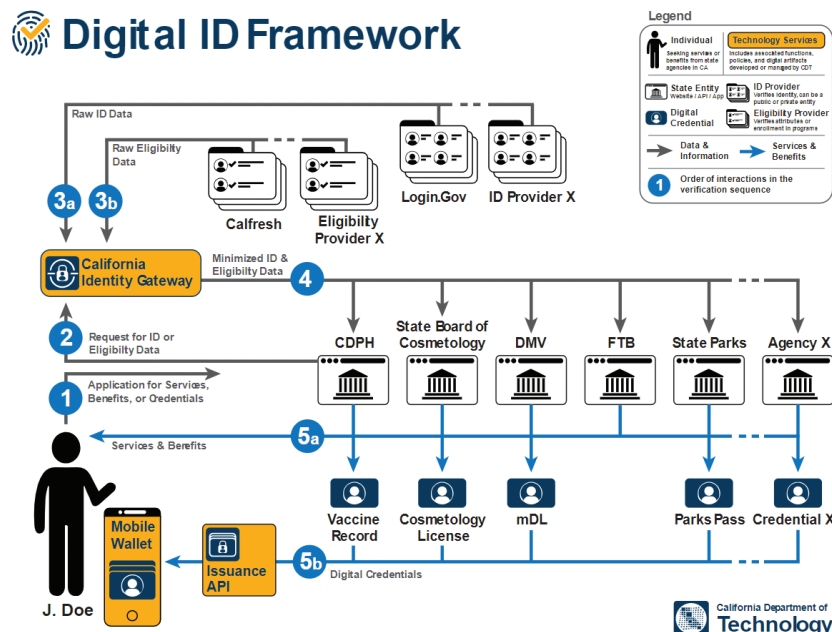 Digital ID Framework
Legend
Individual
Seeking services or
benefits from state
agencies in CA
Technology Services
Includes associated functions,
policies, and digital artifacts
developed or managed by CDT
State Entity
Website / API / App
ID Provider
Verifies identity, can be a
public or private entity
Digital
Credential
Eligibility Provider
Verifies attributes or
enrollment in programs
Data &
Information
Services &
Benefits
1
Order of interactions in the
verification sequence
Raw ID Data
Raw Eligibilty
Data
3a
3b
Calfresh
Eligibility
Provider X
Login.Gov
ID Provider X
California
Identity Gateway
Minimized ID &
Eligibilty Data
4
2
Request for ID or
Eligibilty Data
CDPH
State Board of
Cosmetology
DMV
FTB
State Parks
Agency X
1
Application for Services,
Benefits, or Credentials
5a
Services & Benefits
Vaccine
Record
Cosmetology
License
mDL
Parks Pass
Credential X
Mobile
Wallet
Issuance
API
5b
Digital Credentials
J. Doe
California Department of
Technology